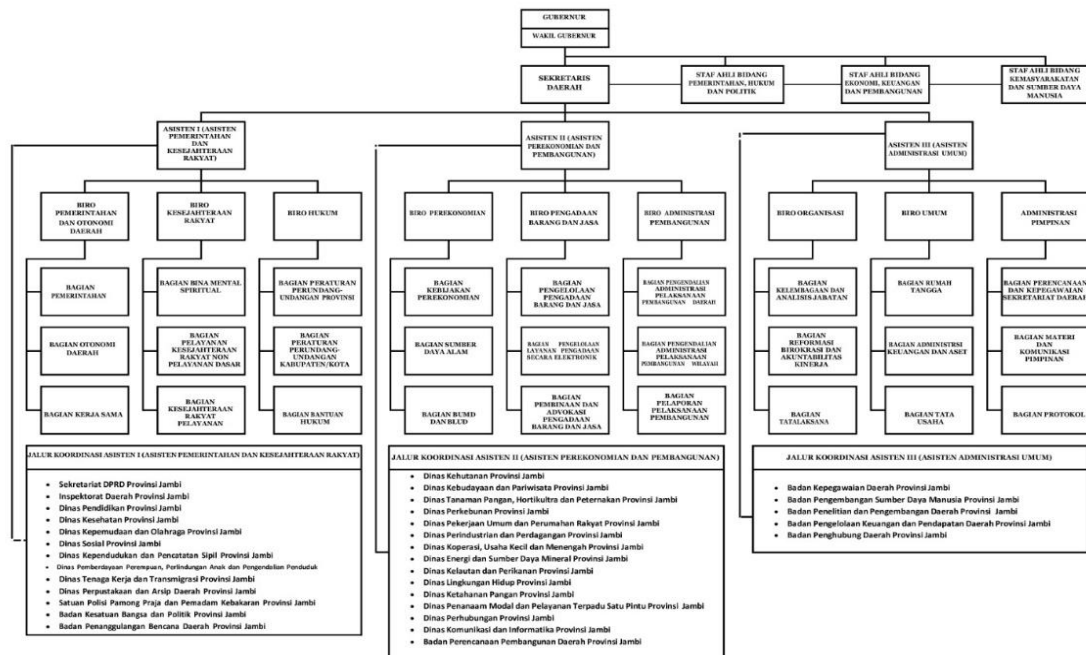 GUBERNUR
WAKIL GUBERNUR
SEKRETARIS
DAERAH
STAF AHLI BIDANG
PEMERINTAHAN, HUKUM
DAN POLITIK
STAF AHLI BIDANG
EKONOMI, KEUANGAN
DAN PEMBANGUNAN
STAF AHLI BIDANG
KEMASYARAKATAN
DAN SUMBER DAYA
MANUSIA
ASISTEN I (ASISTEN
PEMERINTAHAN
DAN
KESEJAHTERAAN
RAKYAT)
ASISTEN II (ASISTEN
PEREKONOMIAN DAN
PEMBANGUNAN)
ASISTEN III (ASISTEN
ADMINISTRASI UMUM)
BIRO
PEMERINTAHAN
DAN OTONOMI
DAERAH
BIRO
KESEJAHTERAAN
RAKYAT
BIRO HUKUM
BIRO PEREKONOMIAN
BIRO PENGADAAN
BARANG DAN JASA
BIRO ADMINISTRASI
PEMBANGUNAN
BIRO ORGANISASI
BIRO UMUM
ADMINISTRASI
PIMPINAN
BAGIAN
PEMERINTAHAN
BAGIAN BINA MENTAL
SPIRITUAL
BAGIAN PERATURAN
PERUNDANG-
UNDANGAN PROVINSI
BAGIAN
KEBIJAKAN
PEREKONOMIAN
BAGIAN
PENGELOLAAN
PENGADAAN
BARANG DAN JASA
BAGIAN PENGENDALIAN
ADMINISTRASI
PELAKSANAAN
PEMBANGUNAN DAERAH
BAGIAN
KELEMBAGAAN DAN
ANALISIS JABATAN
BAGIAN RUMAH
TANGGA
BAGIAN PERENCANAAN
DAN KEPEGAWAIAN
SEKRETARIAT DAERAH
BAGIAN OTONOMI
DAERAH
BAGIAN
PELAYANAN
KESEJAHTERAAN
RAKYAT NON
PELAYANAN DASAR
BAGIAN
PERATURAN
PERUNDANG-
UNDANGAN
KABUPATEN/KOTA
BAGIAN SUMBER
DAYA ALAM
BAGIAN PENGELOLAAN
LAYANAN PENGADAAN
SECARA ELEKTRONIK
BAGIAN PENGENDALIAN
ADMINISTRASI
PELAKSANAAN
PEMBANGUNAN WILAYAH
BAGIAN
REFORMASI
BIROKRASI DAN
AKUNTABILITAS
KINERJA
BAGIAN ADMINISTRSI
KEUANGAN DAN ASET
BAGIAN MATERI
DAN
KOMUNIKASI
PIMPINAN
BAGIAN KERJA SAMA
BAGIAN
KESEJAHTERAAN
RAKYAT
PELAYANAN
BAGIAN BANTUAN
HUKUM
BAGIAN BUMD
DAN BLUD
BAGIAN
PEMBINAAN DAN
ADVOKASI
PENGADAAN
BARANG DAN JASA
BAGIAN
PELAPORAN
PELAKSANAAN
PEMBANGUNAN
BAGIAN
TATALAKSANA
BAGIAN TATA
USAHA
BAGIAN PROTOKOL
JALUR KOORDINASI ASISTEN I (ASISTEN PEMERINTAHAN DAN KESEJAHTERAAN RAKYAT)
• Sekretariat DPRD Provinsi Jambi
• Inspektorat Daerah Provinsi Jambi
• Dinas Pendidikan Provinsi Jambi
• Dinas Kesehatan Provinsi Jambi
• Dinas Kepemudaan dan Olahraga Provinsi Jambi
• Dinas Sosial Provinsi Jambi
• Dinas Kependudukan dan Pencatatan Sipil Provinsi Jambi
• Dinas Pemberdayaan Perempuan, Perlindungan Anak dan Pengendalian Penduduk
• Dinas Tenaga Kerja dan Transmigrasi Provinsi Jambi
• Dinas Perpustakaan dan Arsip Daerah Provinsi Jambi
• Satuan Polisi Pamong Praja dan Pemadam Kebakaran Provinsi Jambi
• Badan Kesatuan Bangsa dan Politik Provinsi Jambi
• Badan Penanggulangan Bencana Daerah Provinsi Jambi
JALUR KOORDINASI ASISTEN II (ASISTEN PEREKONOMIAN DAN PEMBANGUNAN)
• Dinas Kehutanan Provinsi Jambi
• Dinas Kebudayaan dan Pariwisata Provinsi Jambi
• Dinas Tanaman Pangan, Hortikultra dan Peternakan Provinsi Jambi
• Dinas Perkebunan Provinsi Jambi
• Dinas Pekerjaan Umum dan Perumahan Rakyat Provinsi Jambi
• Dinas Perindustrian dan Perdagangan Provinsi Jambi
• Dinas Koperasi, Usaha Kecil dan Menengah Provinsi Jambi
• Dinas Energi dan Sumber Daya Mineral Provinsi Jambi
• Dinas Kelautan dan Perikanan Provinsi Jambi
• Dinas Lingkungan Hidup Provinsi Jambi
• Dinas Ketahanan Pangan Provinsi Jambi
• Dinas Penanaam Modal dan Pelayanan Terpadu Satu Pintu Provinsi Jambi
• Dinas Perhubungan Provinsi Jambi
• Dinas Komunikasi dan Informatika Provinsi Jambi
• Badan Perencanaan Pembangunan Daerah Provinsi Jambi
JALUR KOORDINASI ASISTEN III (ASISTEN ADMINISTRASI UMUM)
• Badan Kepegawaian Daerah Provinsi Jambi
• Badan Pengembangan Sumber Daya Manusia Provinsi Jambi
• Badan Penelitian dan Pengembangan Daerah Provinsi Jambi
• Badan Pengelolaan Keuangan dan Pendapatan Daerah Provinsi Jambi
• Badan Penghubung Daerah Provinsi Jambi